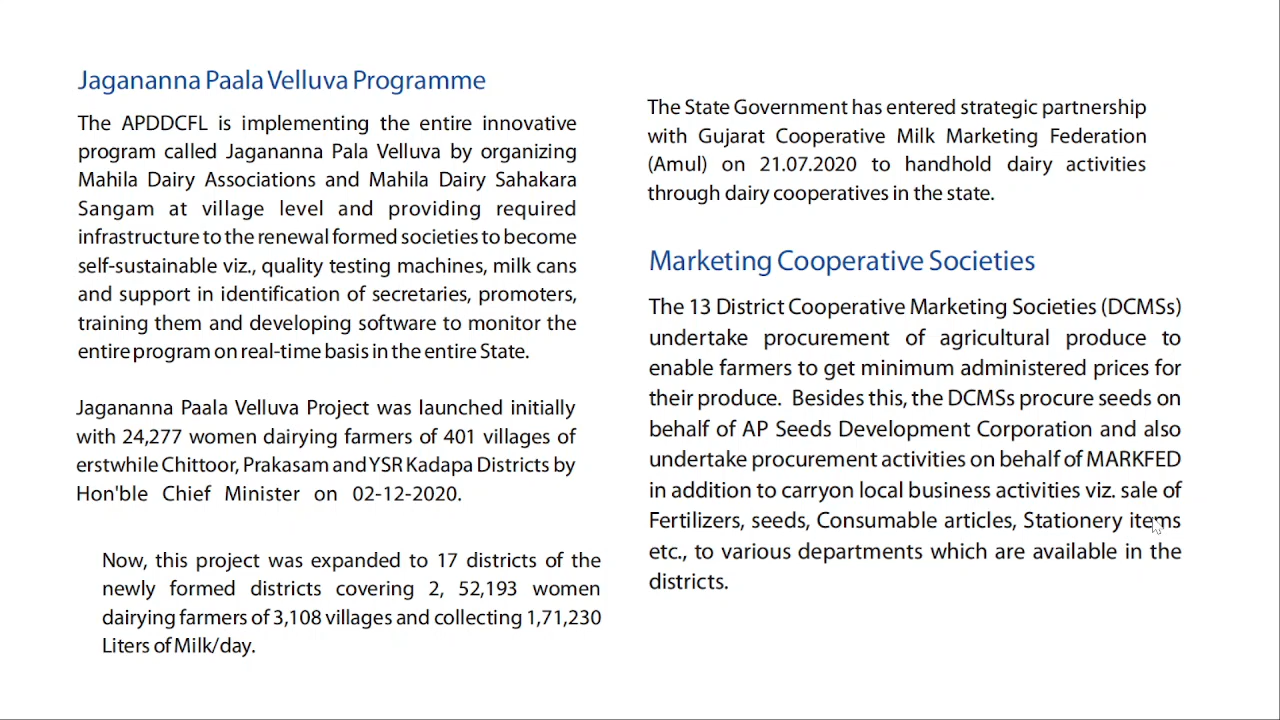 Jagananna Paala Velluva Programme
The APDDCFL is implementing the entire innovative
program called Jagananna Pala Velluva by organizing
Mahila Dairy Associations and Mahila Dairy Sahakara
Sangam at village level and providing required
infrastructure to the renewal formed societies to become
self-sustainable viz., quality testing machines, milk cans
and support in identification of secretaries, promoters,
training them and developing software to monitor the
entire program on real-time basis in the entire State.
Jagananna Paala Velluva Project was launched initially
with 24,277 women dairying farmers of 401 villages of
erstwhile Chittoor, Prakasam and YSR Kadapa Districts by
Hon'ble Chief Minister on 02-12-2020.
Now, this project was expanded to 17 districts of the
newly formed districts covering 2, 52,193 women
dairying farmers of 3,108 villages and collecting 1,71,230
Liters of Milk/day.
The State Government has entered strategic partnership
with Gujarat Cooperative Milk Marketing Federation
(Amul) on 21.07.2020 to handhold dairy activities
through dairy cooperatives in the state.
Marketing Cooperative Societies
The 13 District Cooperative Marketing Societies (DCMSs)
undertake procurement of agricultural produce to
enable farmers to get minimum administered prices for
their produce. Besides this, the DCMSs procure seeds on
behalf of AP Seeds Development Corporation and also
undertake procurement activities on behalf of MARKFED
in addition to carryon local business activities viz. sale of
Fertilizers, seeds, Consumable articles, Stationery items
etc., to various departments which are available in the
districts.